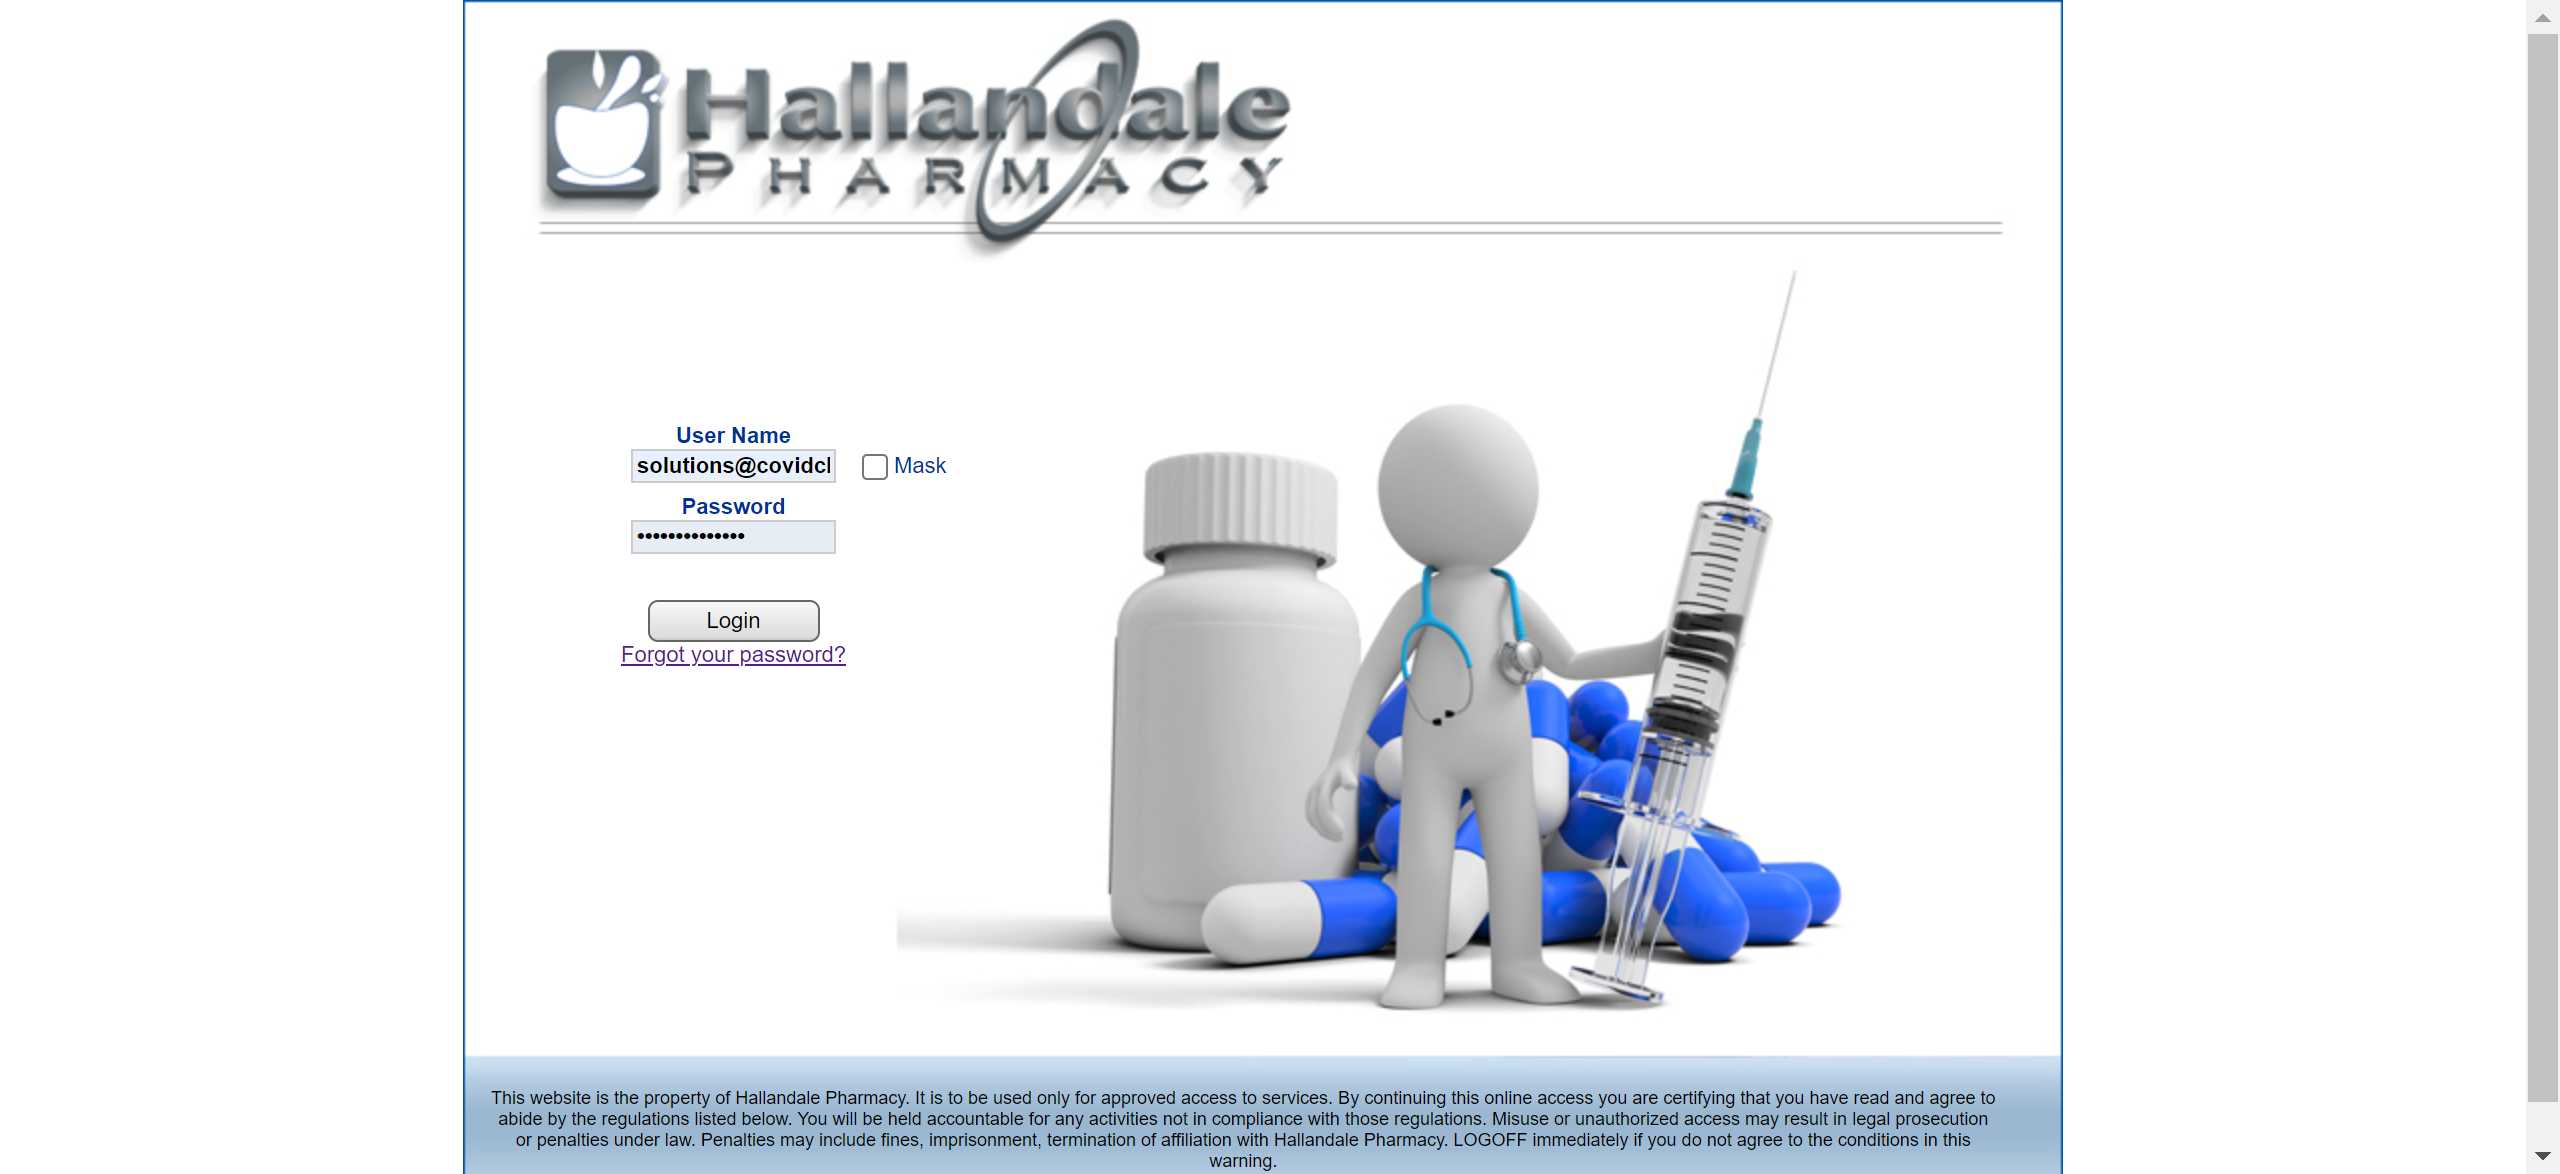 Hallandale
PHARMACY
User Name
solutions@covidcl
Mask
Password
••••••••••••••
Login
Forgot your password?
This website is the property of Hallandale Pharmacy. It is to be used only for approved access to services. By continuing this online access you are certifying that you have read and agree to
abide by the regulations listed below. You will be held accountable for any activities not in compliance with those regulations. Misuse or unauthorized access may result in legal prosecution
or penalties under law. Penalties may include fines, imprisonment, termination of affiliation with Hallandale Pharmacy. LOGOFF immediately if you do not agree to the conditions in this
warning.